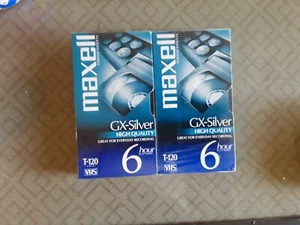 maxell
GX-Silver
HIGH QUALITY
GREAT FOR EVERYDAY RECORDING
T-120
VHS
6 hour
maxell
GX-Silver
HIGH QUALITY
GREAT FOR EVERYDAY RECORDING
T-120
VHS
6 hour